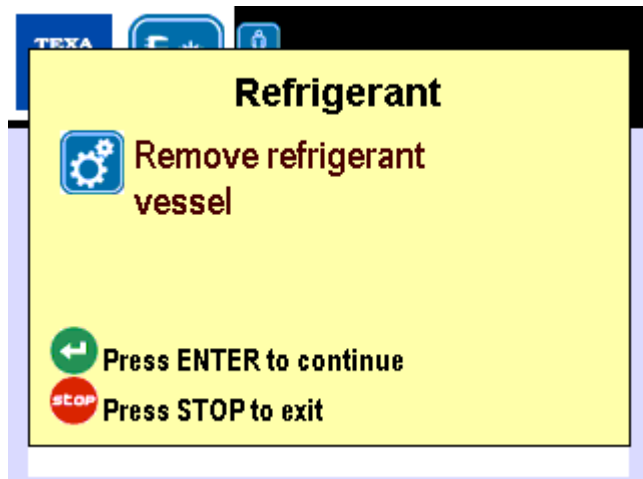 TEXA
Refrigerant
Remove refrigerant
vessel
Press ENTER to continue
stop
Press STOP to exit